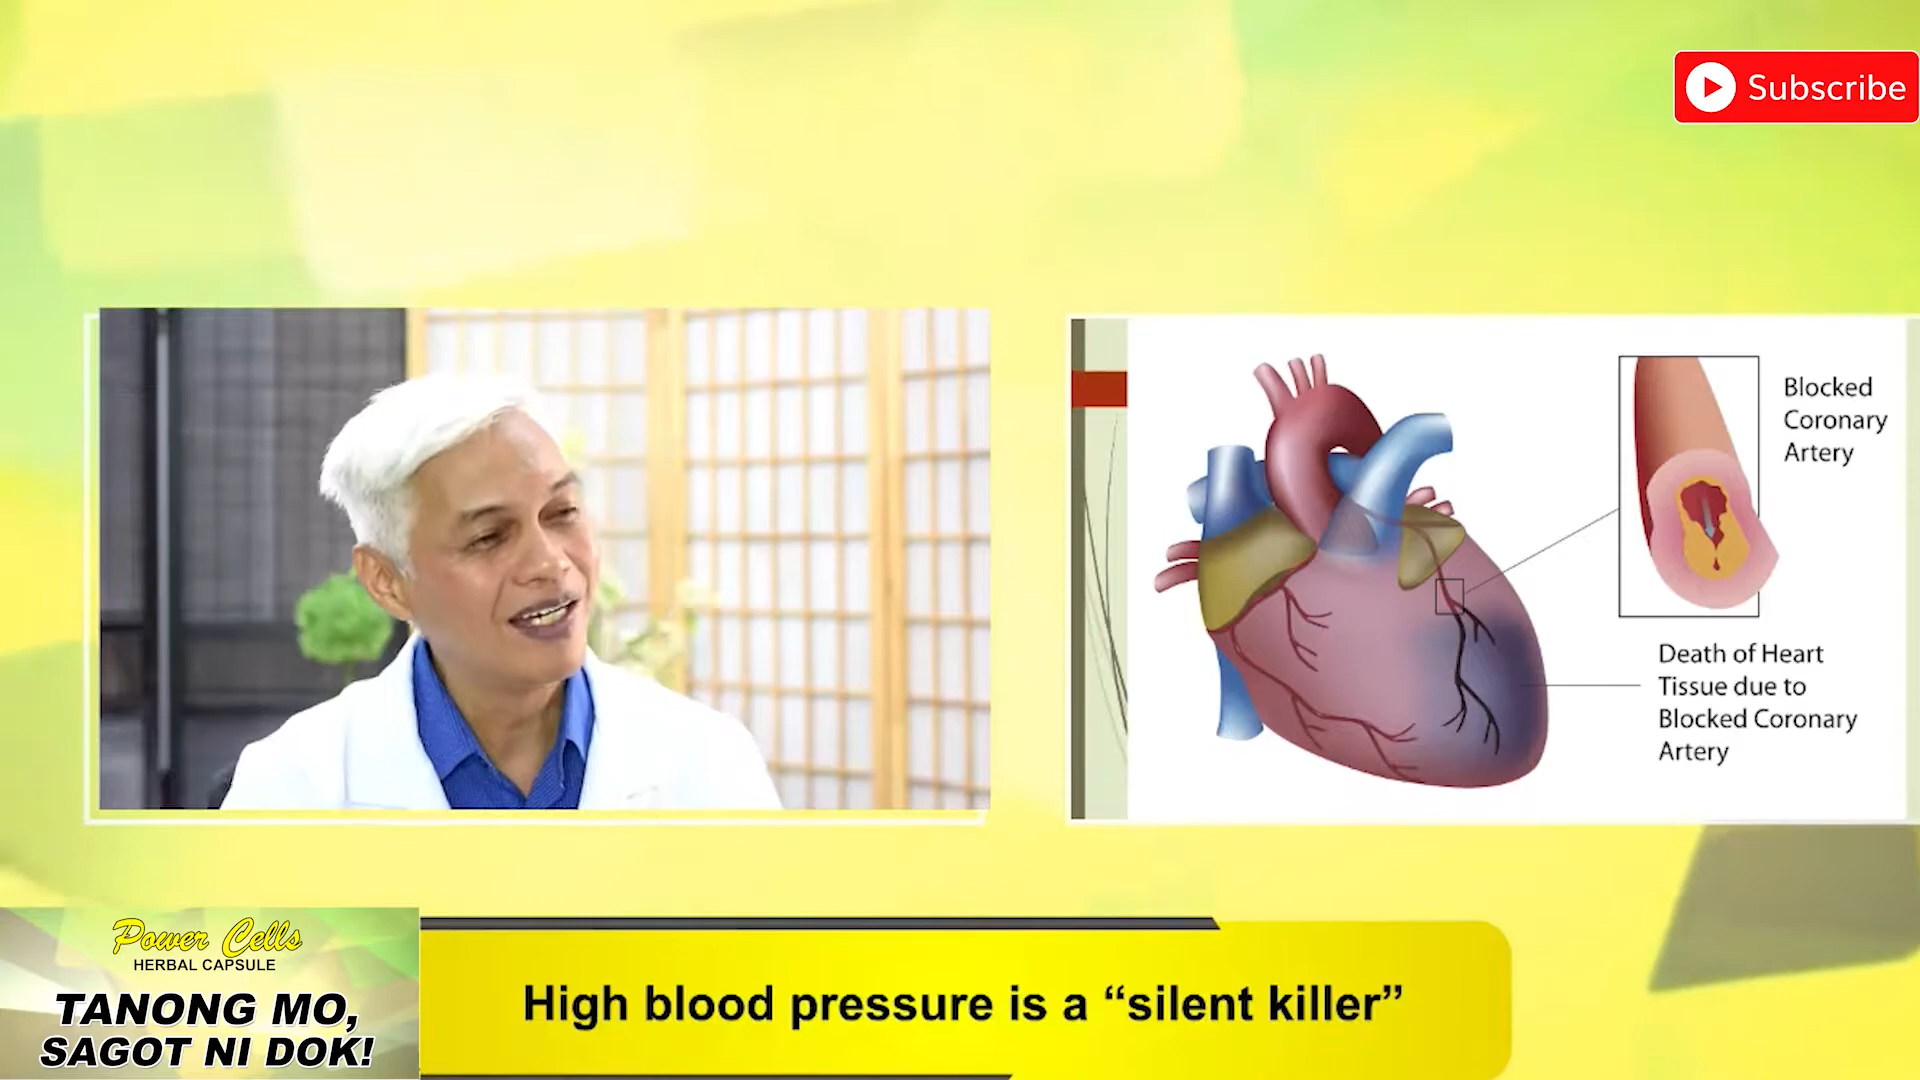 Subscribe
Blocked
Coronary
Artery
Death of Heart
Tissue due to
Blocked Coronary
Artery
Power Cells
HERBAL CAPSULE
TANONG MO,
SAGOT NI DOK!
High blood pressure is a “silent killer”